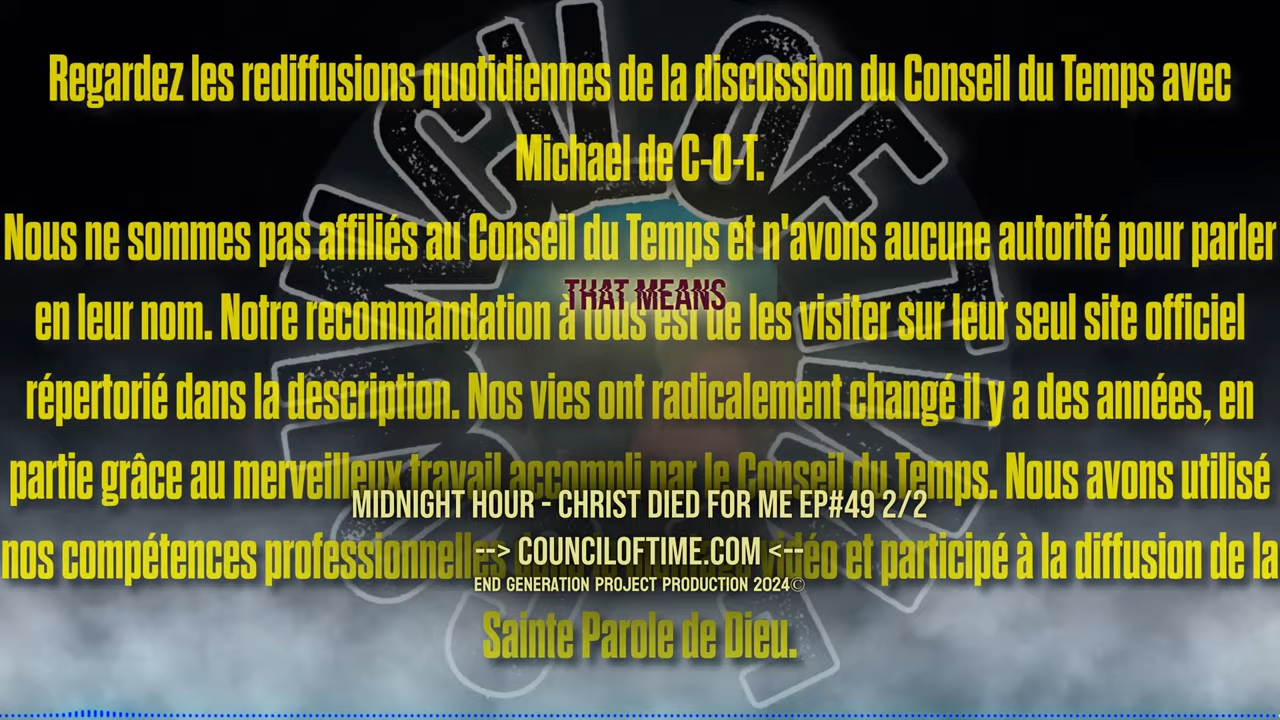 Regardez les rediffusions quotidiennes de la discussion du Conseil du Temps avec
Michael de C-O-T.
Nous ne sommes pas affiliés au Conseil du Temps et n'avons aucune autorité pour parler
THAT MEANS
en leur nom. Notre recommandation à tous est de les visiter sur leur seul site officiel
répertorié dans la description. Nos vies ont radicalement changé il y a des années, en
partie grâce au merveilleux travail accompli par le Conseil du Temps. Nous avons utilisé
MIDNIGHT HOUR - CHRIST DIED FOR ME EP#49 2/2
nos compétences professionnelles vidéo et participé à la diffusion de la
--> COUNCILOFTIME.COM <--
END GENERATION PROJECT PRODUCTION 2024©
Sainte Parole de Dieu.